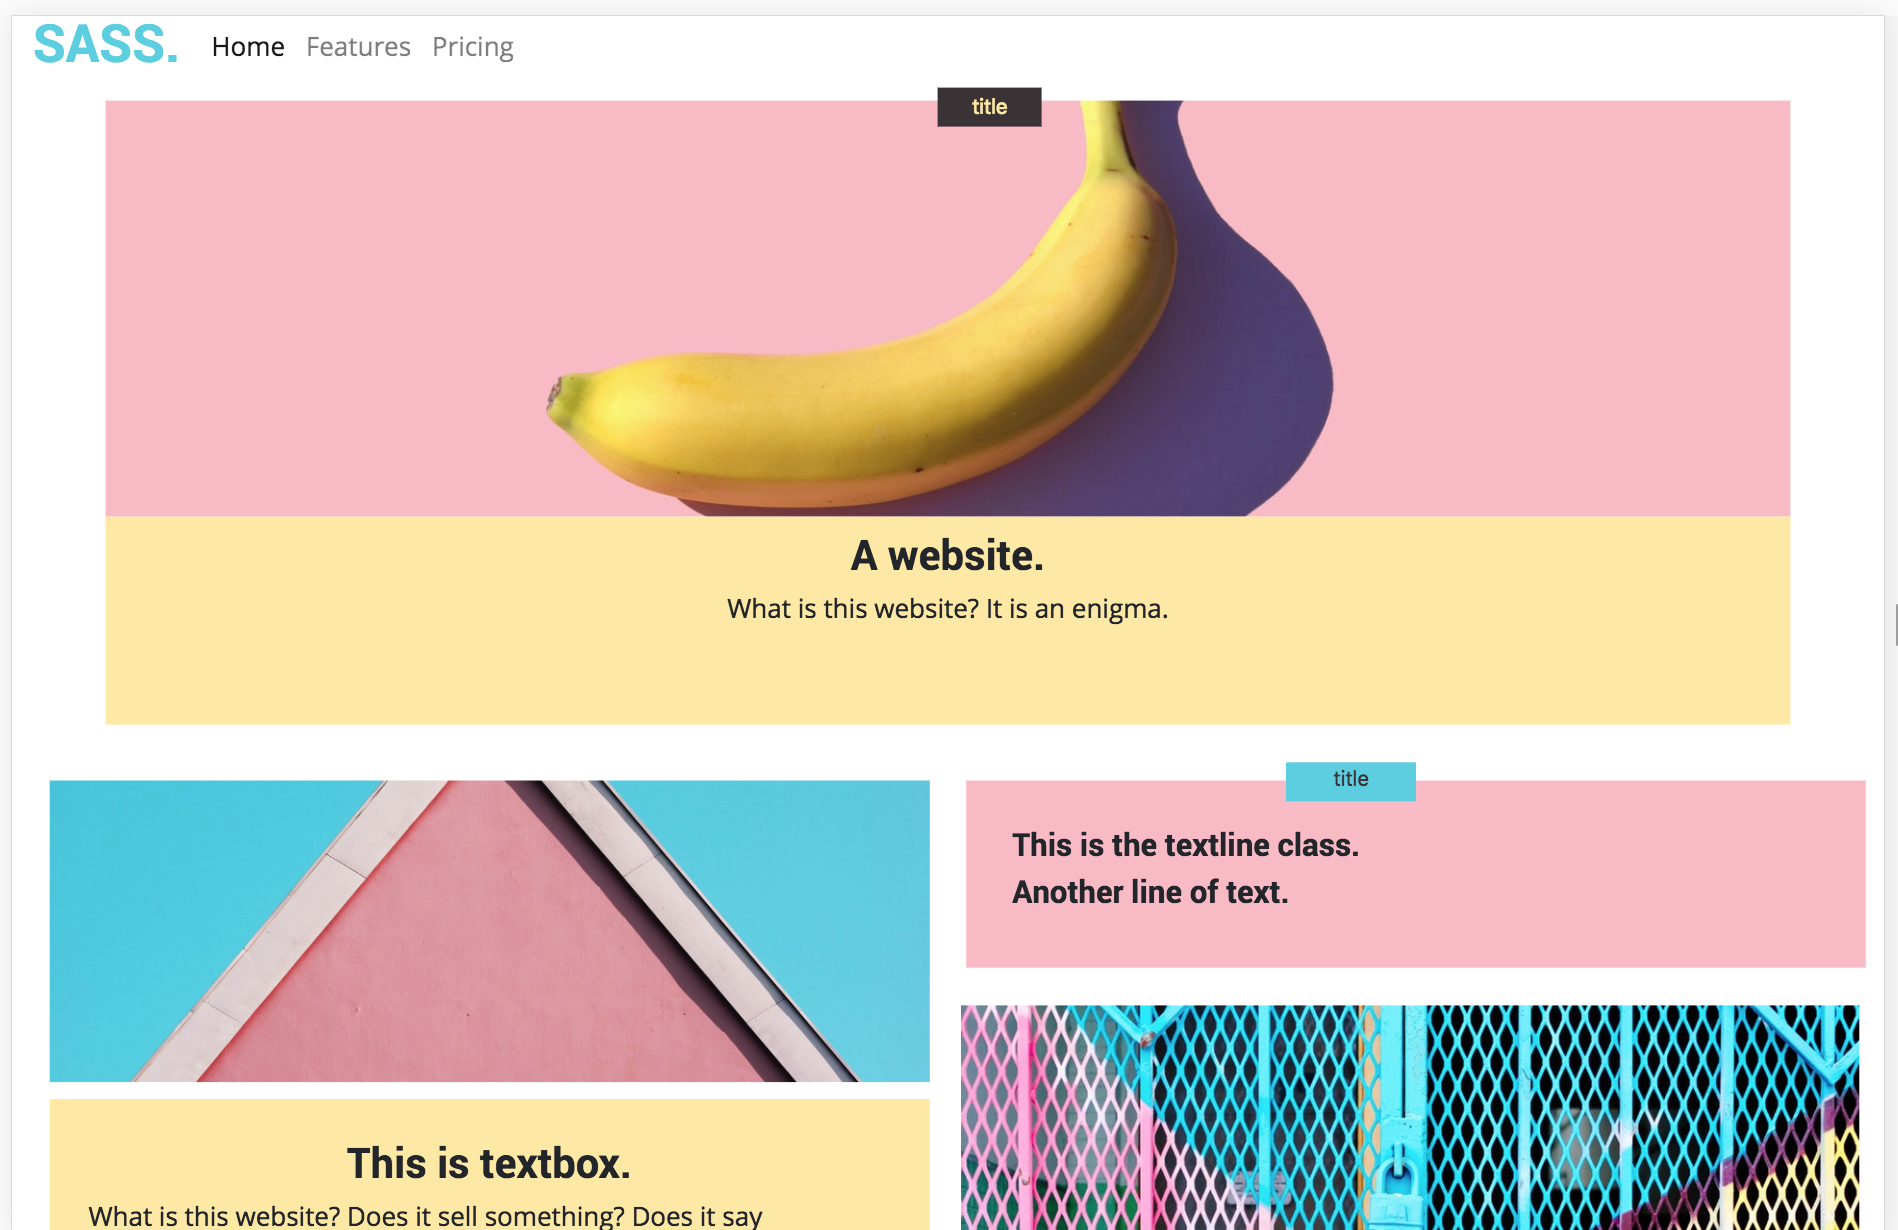 SASS. Home Features Pricing
title
A website.
What is this website? It is an enigma.
title
This is the textline class.
Another line of text.
This is textbox.
What is this website? Does it sell something? Does it say